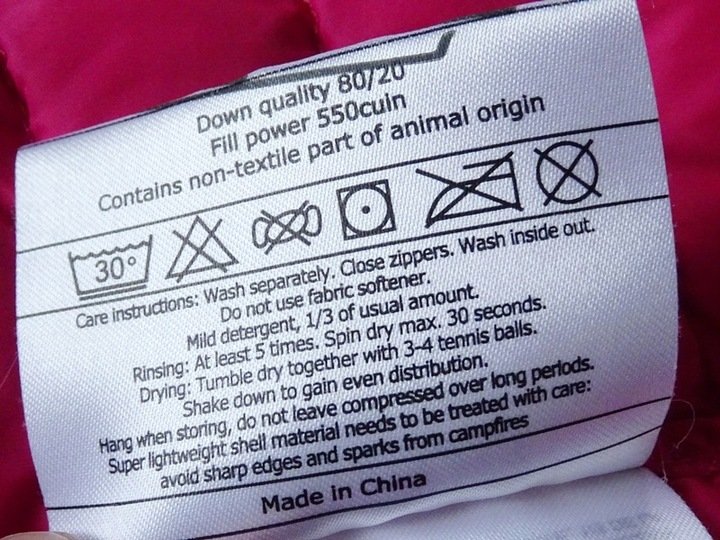 Down quality 80/20
Fill power 550cuin
Contains non-textile part of animal origin
30°
Care instructions: Wash separately. Close zippers. Wash inside out.
Do not use fabric softener.
Mild detergent, 1/3 of usual amount.
Rinsing: At least 5 times. Spin dry max. 30 seconds.
Drying: Tumble dry together with 3-4 tennis balls.
Shake down to gain even distribution.
Hang when storing, do not leave compressed over long periods.
Super lightweight shell material needs to be treated with care:
avoid sharp edges and sparks from campfires
Made in China